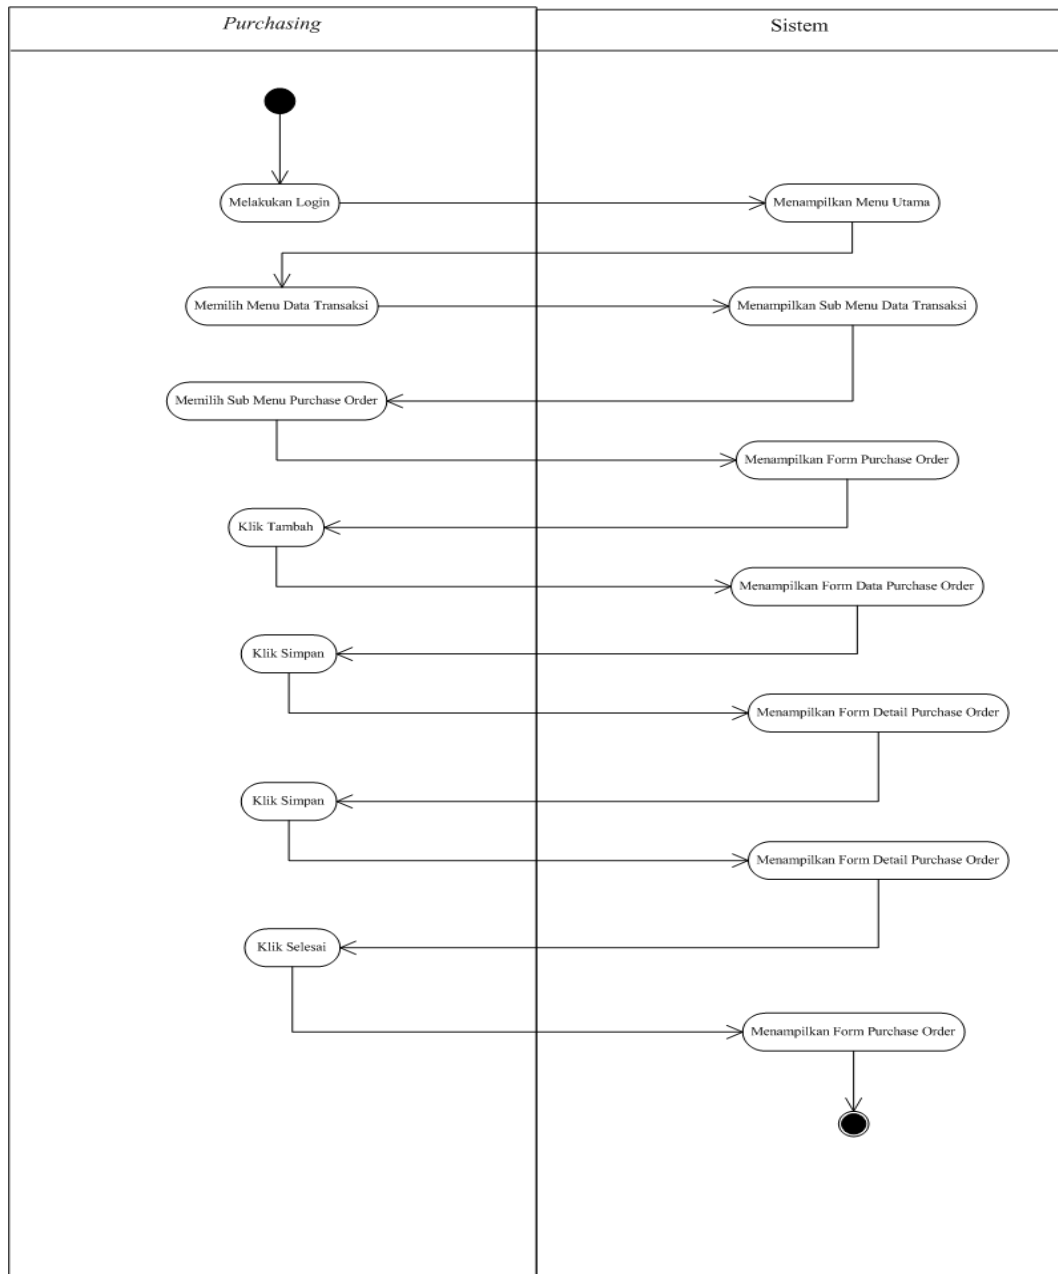 Purchasing
Sistem
Melakukan Login
Menampilkan Menu Utama
Memilih Menu Data Transaksi
Menampilkan Sub Menu Data Transaksi
Memilih Sub Menu Purchase Order
Menampilkan Form Purchase Order
Klik Tambah
Menampilkan Form Data Purchase Order
Klik Simpan
Menampilkan Form Detail Purchase Order
Klik Simpan
Menampilkan Form Detail Purchase Order
Klik Selesai
Menampilkan Form Purchase Order